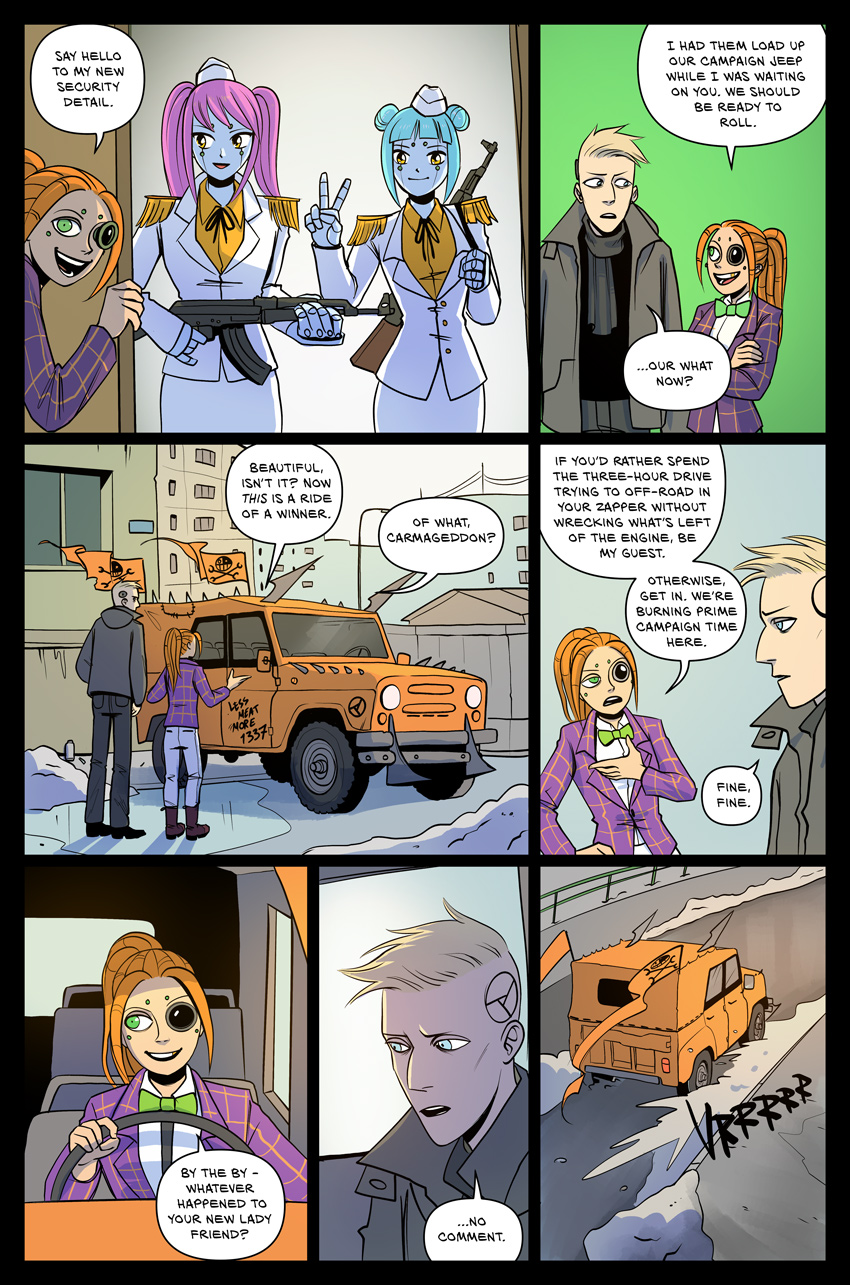 SAY HELLO
TO MY NEW
SECURITY
DETAIL.
I HAD THEM LOAD UP
OUR CAMPAIGN JEEP
WHILE I WAS WAITING
ON YOU. WE SHOULD
BE READY TO
ROLL.
...OUR WHAT
NOW?
BEAUTIFUL,
ISN'T IT? NOW
THIS IS A RIDE
OF A WINNER.
OF WHAT,
CARMAGEDDON?
LESS
MEAT
MORE
1337
IF YOU'D RATHER SPEND
THE THREE-HOUR DRIVE
TRYING TO OFF-ROAD IN
YOUR ZAPPER WITHOUT
WRECKING WHAT'S LEFT
OF THE ENGINE, BE
MY GUEST.
OTHERWISE,
GET IN. WE'RE
BURNING PRIME
CAMPAIGN TIME
HERE.
FINE,
FINE.
BY THE BY -
WHATEVER
HAPPENED TO
YOUR NEW LADY
FRIEND?
...NO
COMMENT.
VRRRRRR